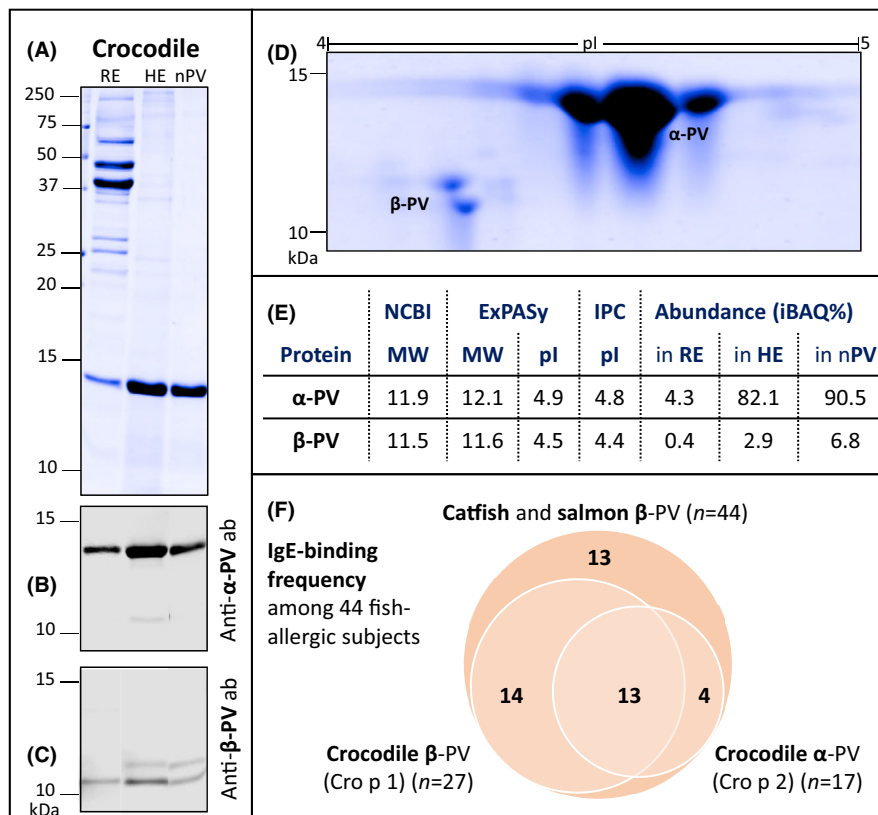 (A) Crocodile
RE HE nPV
250
75
50
37
25
20
15
10
15
(B)
10
Anti-α-PV ab
15
(C)
10
kDa
Anti-β-PV ab
(D)
4 pI 5
15
α-PV
β-PV
10
kDa
(E) NCBI ExPASy IPC Abundance (iBAQ%)
Protein MW MW pI pI in RE in HE in nPV
α-PV 11.9 12.1 4.9 4.8 4.3 82.1 90.5
β-PV 11.5 11.6 4.5 4.4 0.4 2.9 6.8
(F) Catfish and salmon β-PV (n=44)
IgE-binding
frequency
among 44 fish-
allergic subjects
13
14 13 4
Crocodile β-PV
(Cro p 1) (n=27)
Crocodile α-PV
(Cro p 2) (n=17)